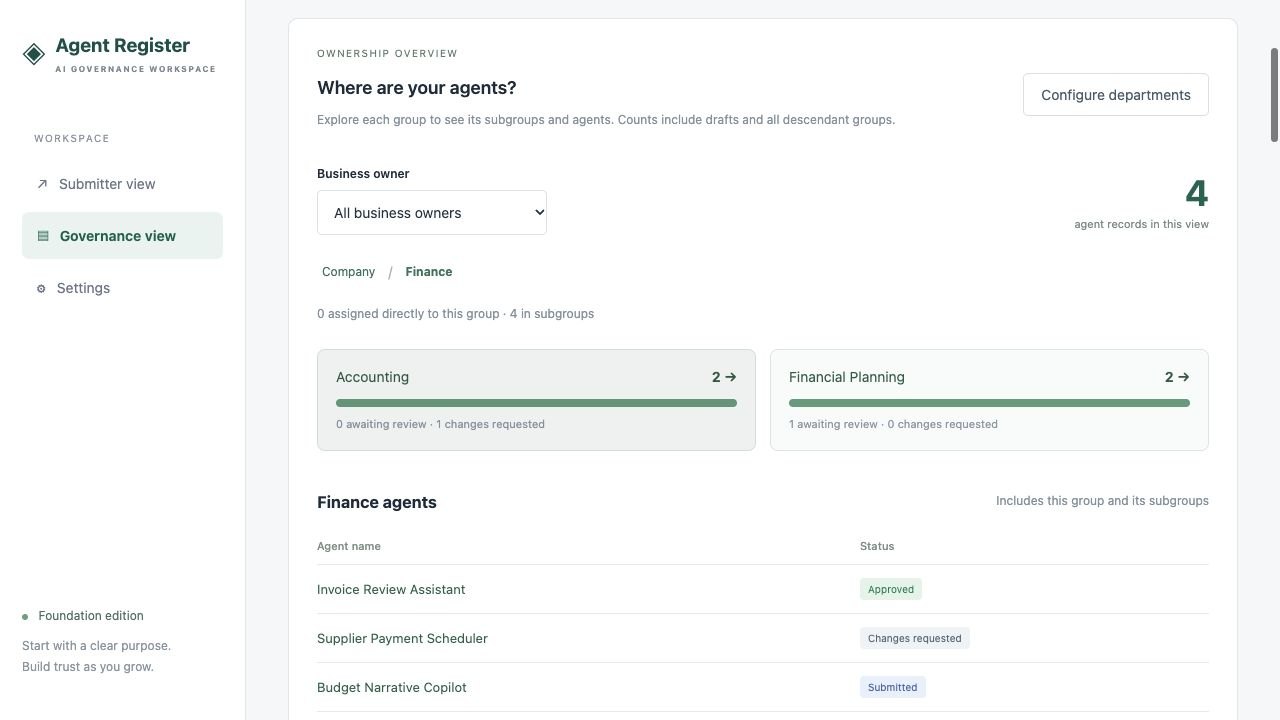 Agent Register
AI GOVERNANCE WORKSPACE
WORKSPACE
Submitter view
Governance view
Settings
Foundation edition
Start with a clear purpose.
Build trust as you grow.
OWNERSHIP OVERVIEW
Where are your agents?
Explore each group to see its subgroups and agents. Counts include drafts and all descendant groups.
Configure departments
Business owner
All business owners
4
agent records in this view
Company / Finance
0 assigned directly to this group · 4 in subgroups
Accounting 2 →
0 awaiting review · 1 changes requested
Financial Planning 2 →
1 awaiting review · 0 changes requested
Finance agents
Includes this group and its subgroups
Agent name Status
Invoice Review Assistant Approved
Supplier Payment Scheduler Changes requested
Budget Narrative Copilot Submitted